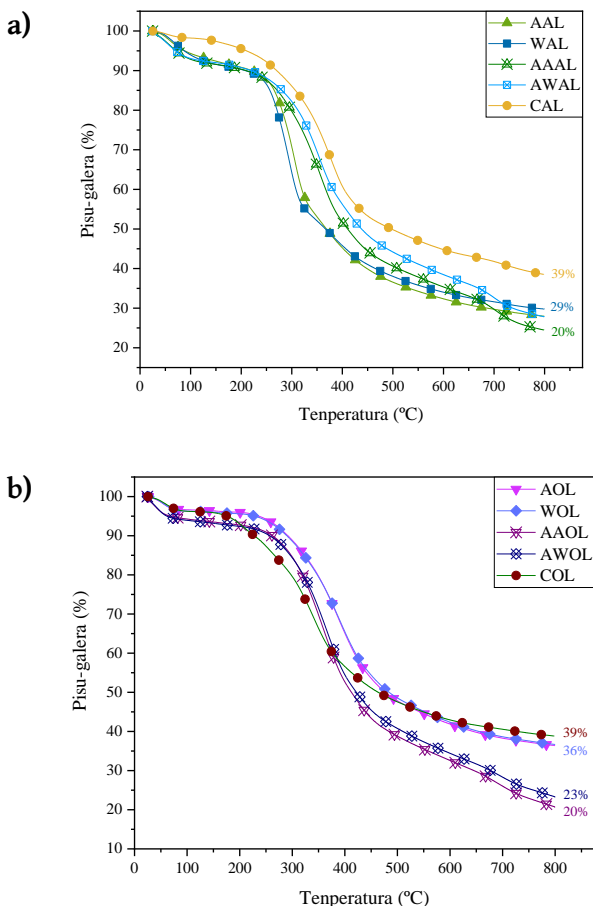 a)
AAL
WAL
AAAL
AWAL
CAL
Pisu-galera (%)
100
90
80
70
60
50
40
30
20
39%
29%
20%
0 100 200 300 400 500 600 700 800
Tenperatura (ºC)
b)
AOL
WOL
AAOL
AWOL
COL
Pisu-galera (%)
100
90
80
70
60
50
40
30
20
10
39%
36%
23%
20%
0 100 200 300 400 500 600 700 800
Tenperatura (ºC)